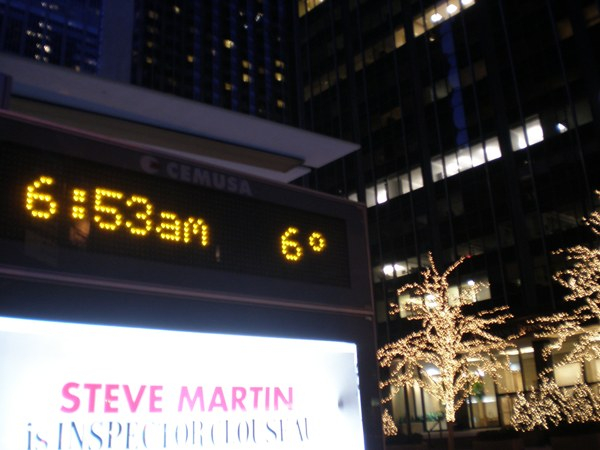 CEMUSA
6:53am 6°
STEVE MARTIN
is INSPECTOR CLOUSEAU